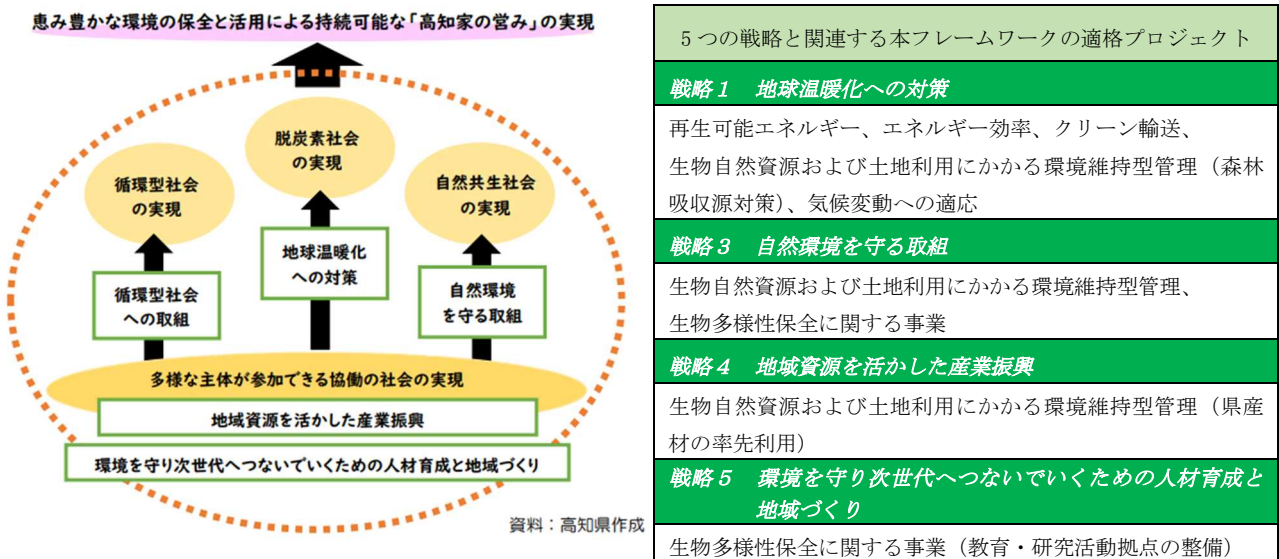 恵み豊かな環境の保全と活用による持続可能な「高知家の営み」の実現
脱炭素社会
の実現
循環型社会
の実現
自然共生社会
の実現
地球温暖化
への対策
循環型社会
への取組
自然環境
を守る取組
多様な主体が参加できる協働の社会の実現
地域資源を活かした産業振興
環境を守り次世代へつないでいくための人材育成と地域づくり
資料：高知県作成
5つの戦略と関連する本フレームワークの適格プロジェクト
戦略１　地球温暖化への対策
再生可能エネルギー、エネルギー効率、クリーン輸送、
生物自然資源および土地利用にかかる環境維持型管理（森林
吸収源対策）、気候変動への適応
戦略３　自然環境を守る取組
生物自然資源および土地利用にかかる環境維持型管理、
生物多様性保全に関する事業
戦略４　地域資源を活かした産業振興
生物自然資源および土地利用にかかる環境維持型管理（県産
材の率先利用）
戦略５　環境を守り次世代へつないでいくための人材育成と
地域づくり
生物多様性保全に関する事業（教育・研究活動拠点の整備）